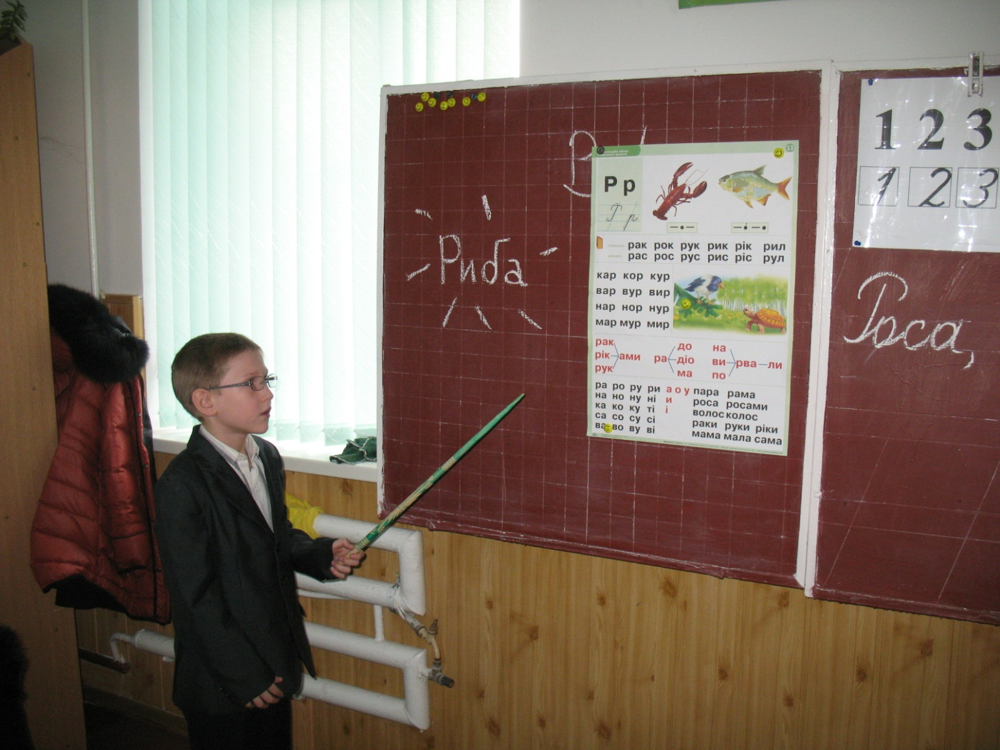 Риба
Р р
Р р
рак рок рук рик рік рил
рас рос рус рис ріс рул
кар кор кур
вар вур вир
нар нор нур
мар мур мир
рак
рік ами
рук
ра
до
діо
ма
на
ви рва ли
по
ра ро ру ри а о у пара рама
на но ну ні и роса росами
ка ко ку ті і волос колос
са со су сі раки руки ріки
ва во ву ві мама мала сама
13
1 2 3
1 2 3
Роса,